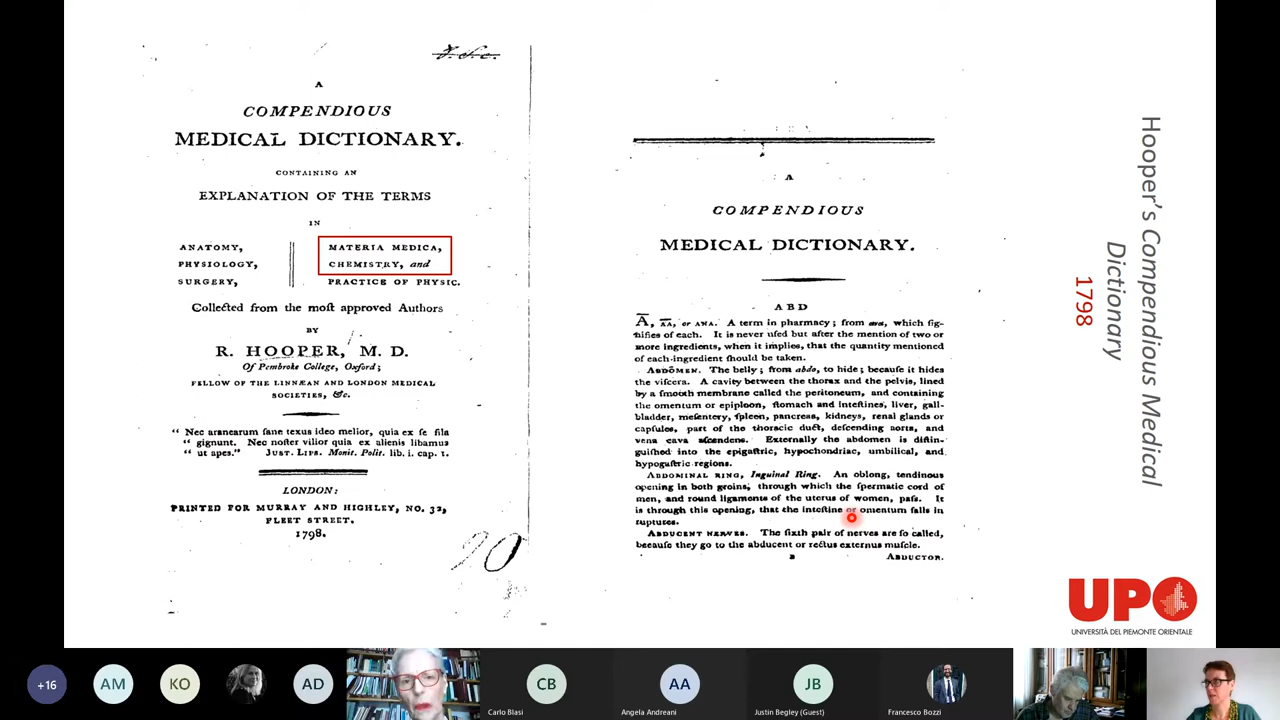 A
COMPENDIOUS
MEDICAL DICTIONARY.
CONTAINING AN
EXPLANATION OF THE TERMS
IN
ANATOMY,
PHYSIOLOGY,
SURGERY,
MATERIA MEDICA,
CHEMISTRY, and
PRACTICE OF PHYSIC.
Collected from the moſt approved Authors
BY
R. HOOPER, M. D.
Of Pembroke College, Oxford;
FELLOW OF THE LINNÆAN AND LONDON MEDICAL
SOCIETIES, &c.
“ Nec aranearum ſane texus ideo melior, quia ex ſe fila
“ gignunt. Nec noſter vilior quia ex alienis libamus
“ ut apes.” JUST. LIPS. Monit. Polit. lib. i. cap. 1.
LONDON:
PRINTED FOR MURRAY AND HIGHLEY, NO. 32,
FLEET STREET.
1798.
A
COMPENDIOUS
MEDICAL DICTIONARY.
ABD
Ā, ĀĀ, or ANA. A term in pharmacy; from ανα, which ſig-
nifies of each. It is never uſed but after the mention of two or
more ingredients, when it implies, that the quantity mentioned
of each ingredient ſhould be taken.
ABDŌMEN. The belly; from abdo, to hide; becauſe it hides
the viſcera. A cavity between the thorax and the pelvis, lined
by a ſmooth membrane called the peritoneum, and containing
the omentum or epiploon, ſtomach and inteſtines, liver, gall-
bladder, meſentery, ſpleen, pancreas, kidneys, renal glands or
capſules, part of the thoracic duct, deſcending aorta, and
vena cava aſcendens. Externally the abdomen is diſtin-
guiſhed into the epigaſtric, hypochondriac, umbilical, and
hypogaſtric regions.
ABDOMINAL RING, Inguinal Ring. An oblong, tendinous
opening in both groins, through which the ſpermatic cord of
men, and round ligaments of the uterus of women, paſs. It
is through this opening, that the inteſtine or omentum falls in
ruptures.
ABDUCENT NERVES. The ſixth pair of nerves are ſo called,
becauſe they go to the abducent or rectus externus muſcle.
B ABDUCTOR.
Hooper’s Compendious Medical
Dictionary
1798
UPO
UNIVERSITÀ DEL PIEMONTE ORIENTALE
+16
AM
KO
AD
CB
Carlo Blasi
AA
Angela Andreani
JB
Justin Begley (Guest)
Francesco Bozzi